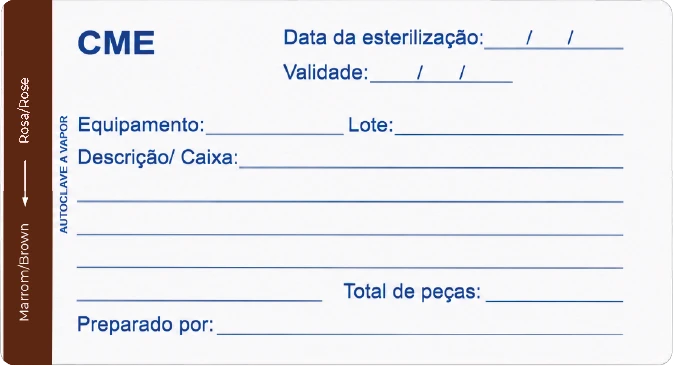 CME
Data da esterilização: / /
Validade: / /
Equipamento: Lote:
Descrição/ Caixa:
Total de peças:
Preparado por:
AUTOCLAVE A VAPOR
Rosa/Rose
Marrom/Brown